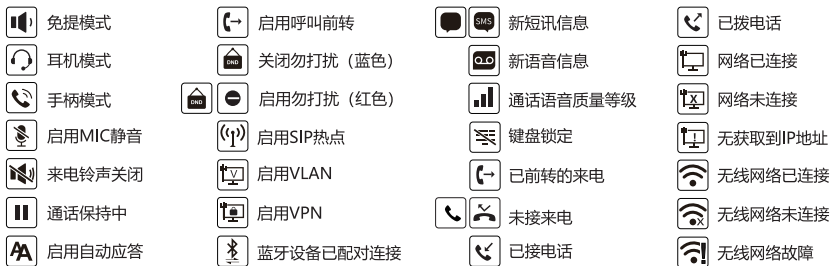 免提模式
耳机模式
手柄模式
启用MIC静音
来电铃声关闭
通话保持中
启用自动应答
启用呼叫前转
关闭勿打扰（蓝色）
启用勿打扰（红色）
启用SIP热点
启用VLAN
启用VPN
蓝牙设备已配对连接
新短讯信息
新语音信息
通话语音质量等级
键盘锁定
已前转的来电
未接来电
已接电话
已拨电话
网络已连接
网络未连接
无获取到IP地址
无线网络已连接
无线网络未连接
无线网络故障
AA
DND
DND
V
SMS
X
!
X
!